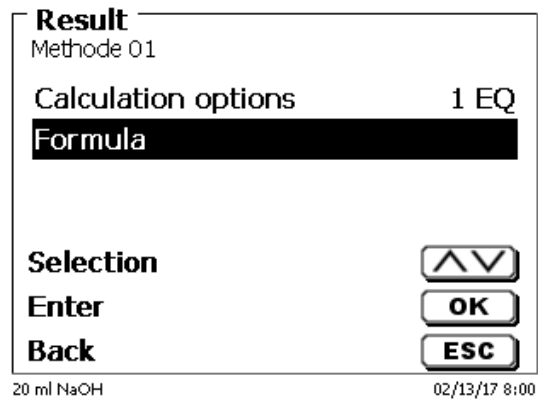 Result
Methode 01
Calculation options 1 EQ
Formula
Selection
Enter OK
Back ESC
20 ml NaOH 02/13/17 8:00